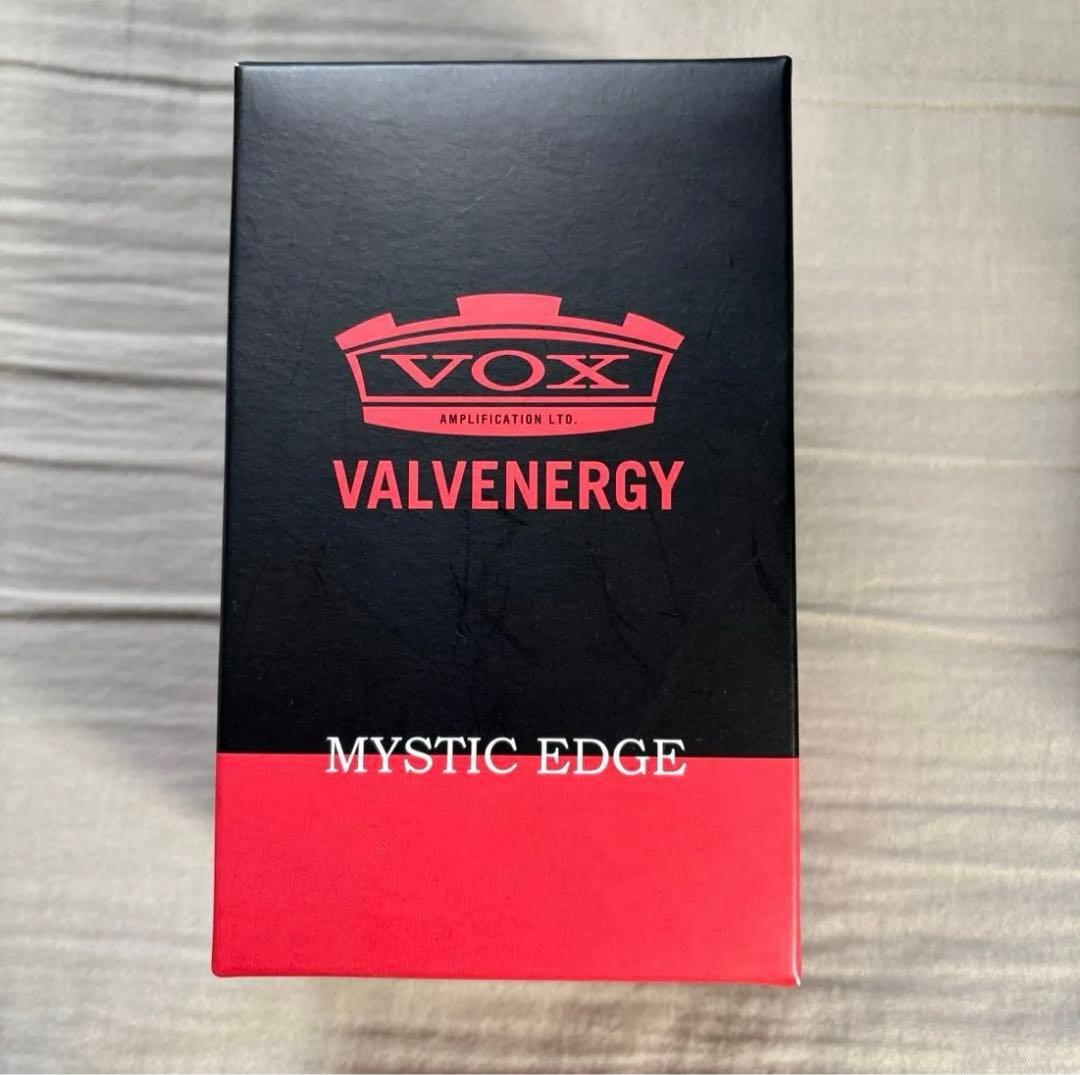 VOX
AMPLIFICATION LTD.
VALVENERGY
MYSTIC EDGE